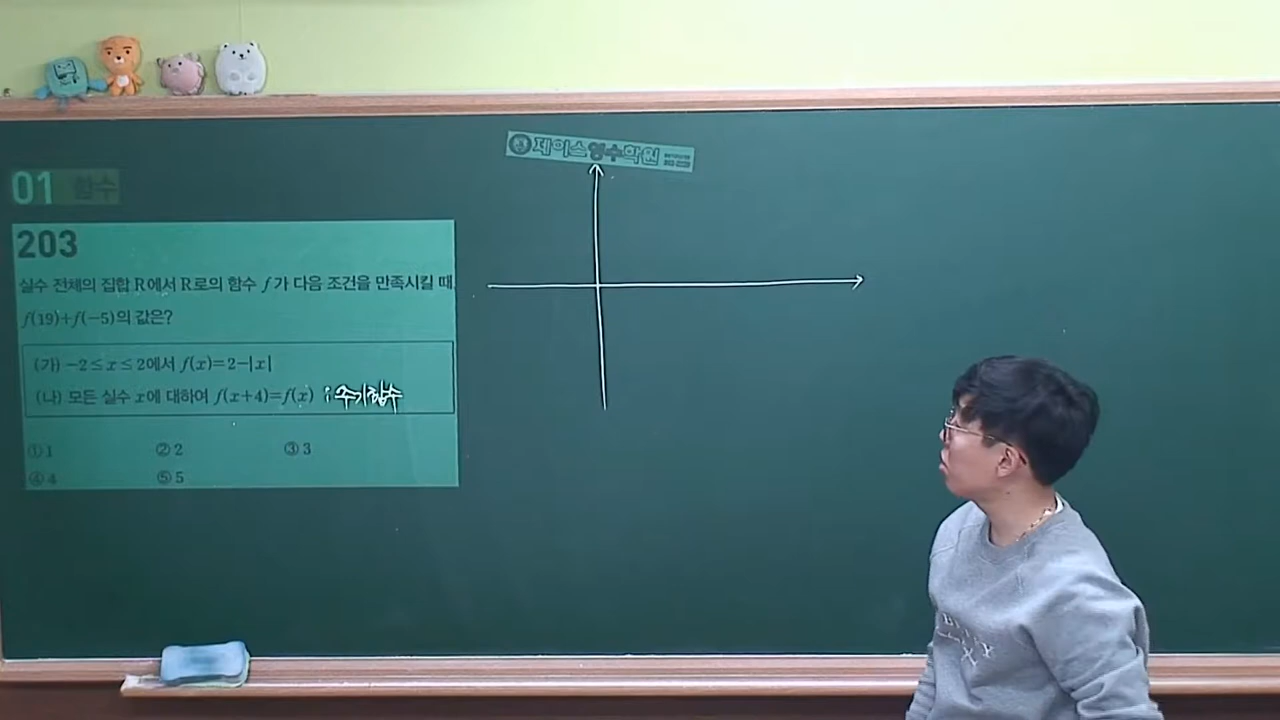 제이스영수학원
01 함수
203
실수 전체의 집합 R에서 R로의 함수 f가 다음 조건을 만족시킬 때,
f(19)+f(-5)의 값은?
(가) -2≤x≤2에서 f(x)=2-|x|
(나) 모든 실수 x에 대하여 f(x+4)=f(x) : 주기함수
① 1 ② 2 ③ 3
④ 4 ⑤ 5